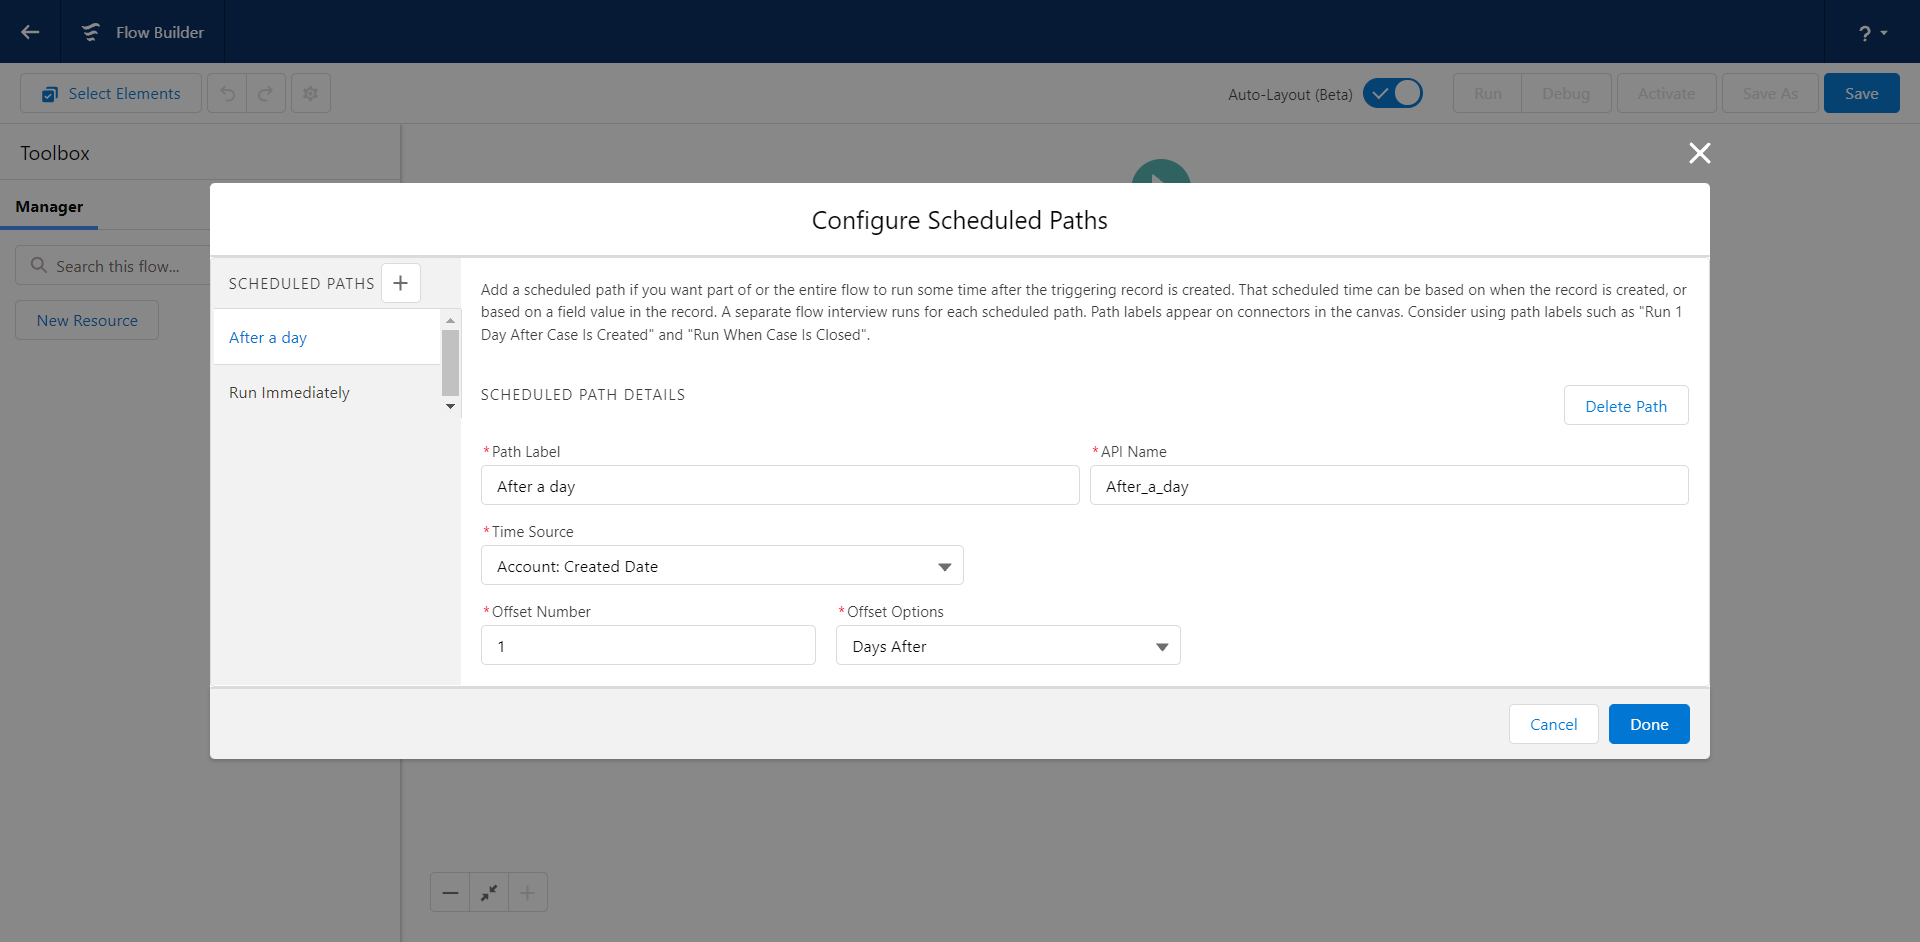 Flow Builder
?
Select Elements
Auto-Layout (Beta)
Run
Debug
Activate
Save As
Save
Toolbox
Manager
Search this flow...
New Resource
Configure Scheduled Paths
SCHEDULED PATHS
After a day
Run Immediately
Add a scheduled path if you want part of or the entire flow to run some time after the triggering record is created. That scheduled time can be based on when the record is created, or
based on a field value in the record. A separate flow interview runs for each scheduled path. Path labels appear on connectors in the canvas. Consider using path labels such as "Run 1
Day After Case Is Created" and "Run When Case Is Closed".
SCHEDULED PATH DETAILS
Delete Path
*Path Label
*API Name
After a day
After_a_day
*Time Source
Account: Created Date
*Offset Number
*Offset Options
1
Days After
Cancel
Done